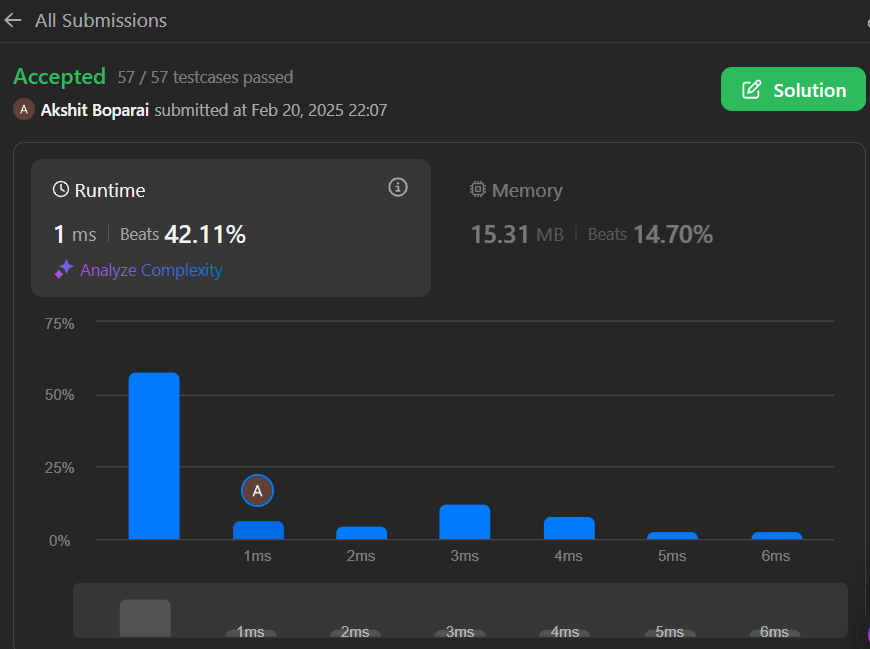 All Submissions
Accepted 57 / 57 testcases passed
Solution
A Akshit Boparai submitted at Feb 20, 2025 22:07
Runtime
Memory
1 ms Beats 42.11%
15.31 MB Beats 14.70%
Analyze Complexity
75%
50%
25%
A
0%
1ms 2ms 3ms 4ms 5ms 6ms
1ms 2ms 3ms 4ms 5ms 6ms